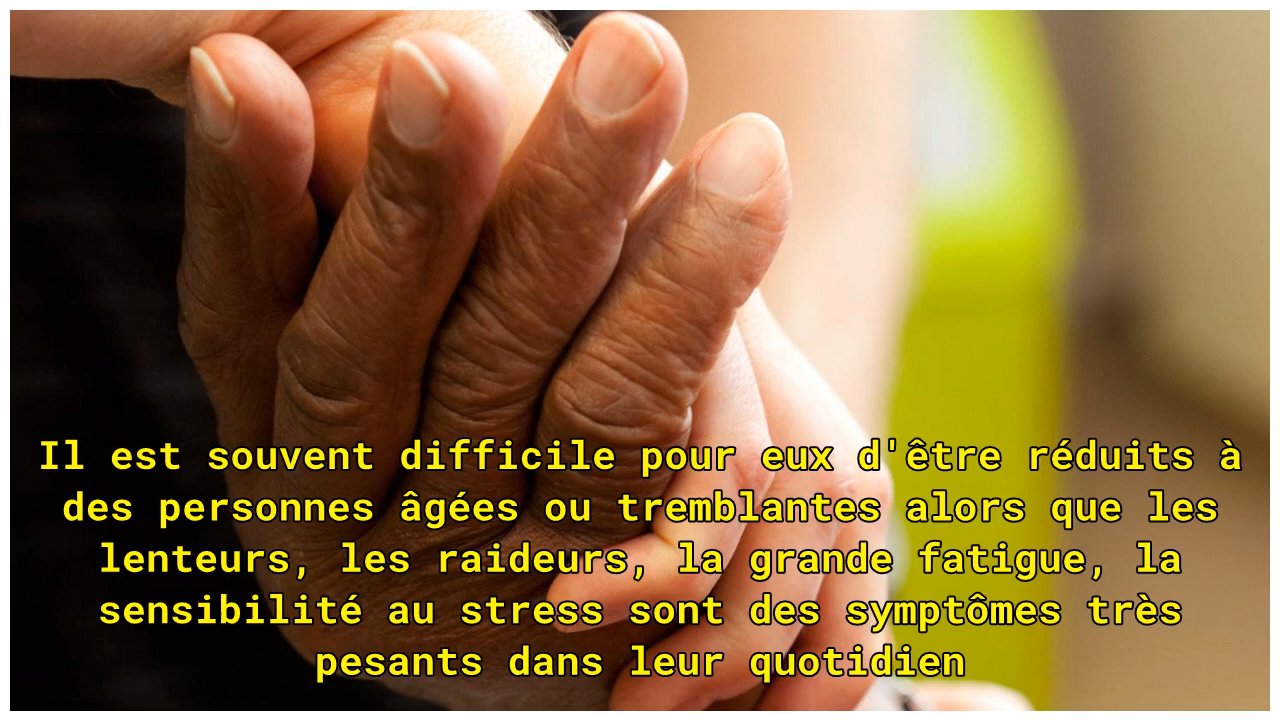 Il est souvent difficile pour eux d'être réduits à
des personnes âgées ou tremblantes alors que les
lenteurs, les raideurs, la grande fatigue, la
sensibilité au stress sont des symptômes très
pesants dans leur quotidien